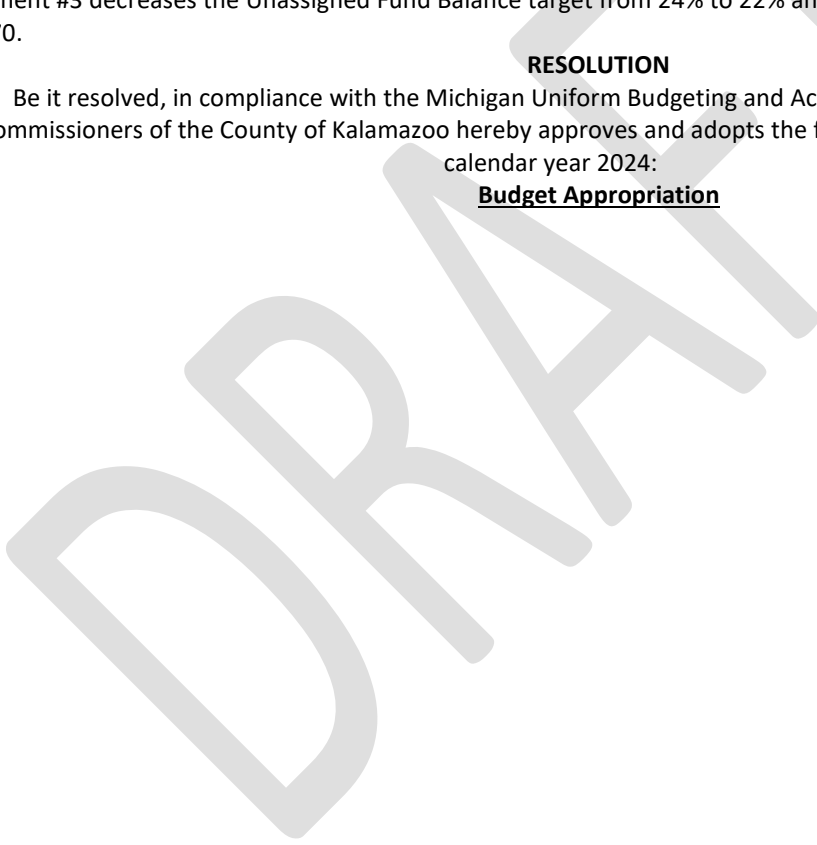 ment #3 decreases the Unassigned Fund Balance target from 24% to 22% an
70.
RESOLUTION
Be it resolved, in compliance with the Michigan Uniform Budgeting and Ac
ommissioners of the County of Kalamazoo hereby approves and adopts the f
calendar year 2024:
Budget Appropriation
DRAF